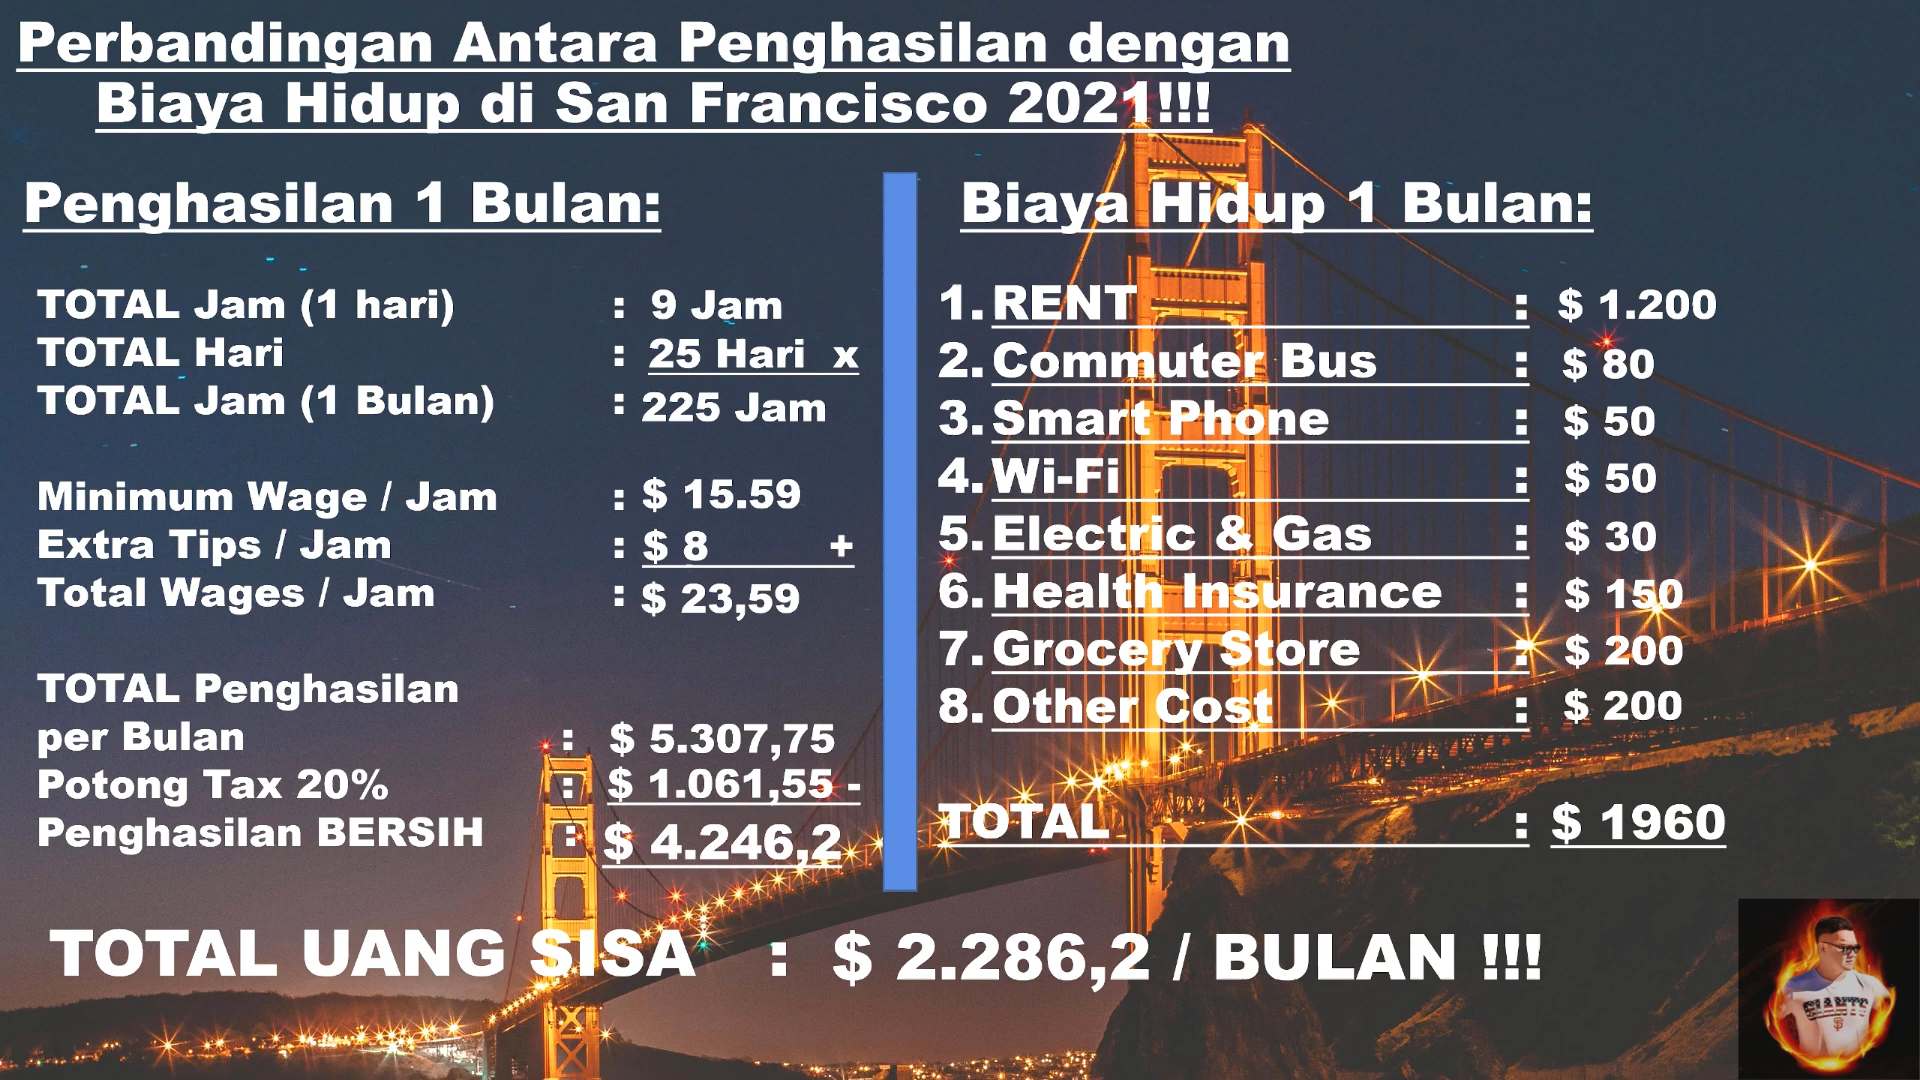 Perbandingan Antara Penghasilan dengan
Biaya Hidup di San Francisco 2021!!!
Penghasilan 1 Bulan:
TOTAL Jam (1 hari) : 9 Jam
TOTAL Hari : 25 Hari x
TOTAL Jam (1 Bulan) : 225 Jam
Minimum Wage / Jam : $ 15.59
Extra Tips / Jam : $ 8 +
Total Wages / Jam : $ 23,59
TOTAL Penghasilan
per Bulan : $ 5.307,75
Potong Tax 20% : $ 1.061,55 -
Penghasilan BERSIH : $ 4.246,2
Biaya Hidup 1 Bulan:
1. RENT : $ 1.200
2. Commuter Bus : $ 80
3. Smart Phone : $ 50
4. Wi-Fi : $ 50
5. Electric & Gas : $ 30
6. Health Insurance : $ 150
7. Grocery Store : $ 200
8. Other Cost : $ 200
TOTAL : $ 1960
TOTAL UANG SISA : $ 2.286,2 / BULAN !!!
GIANTS
SF